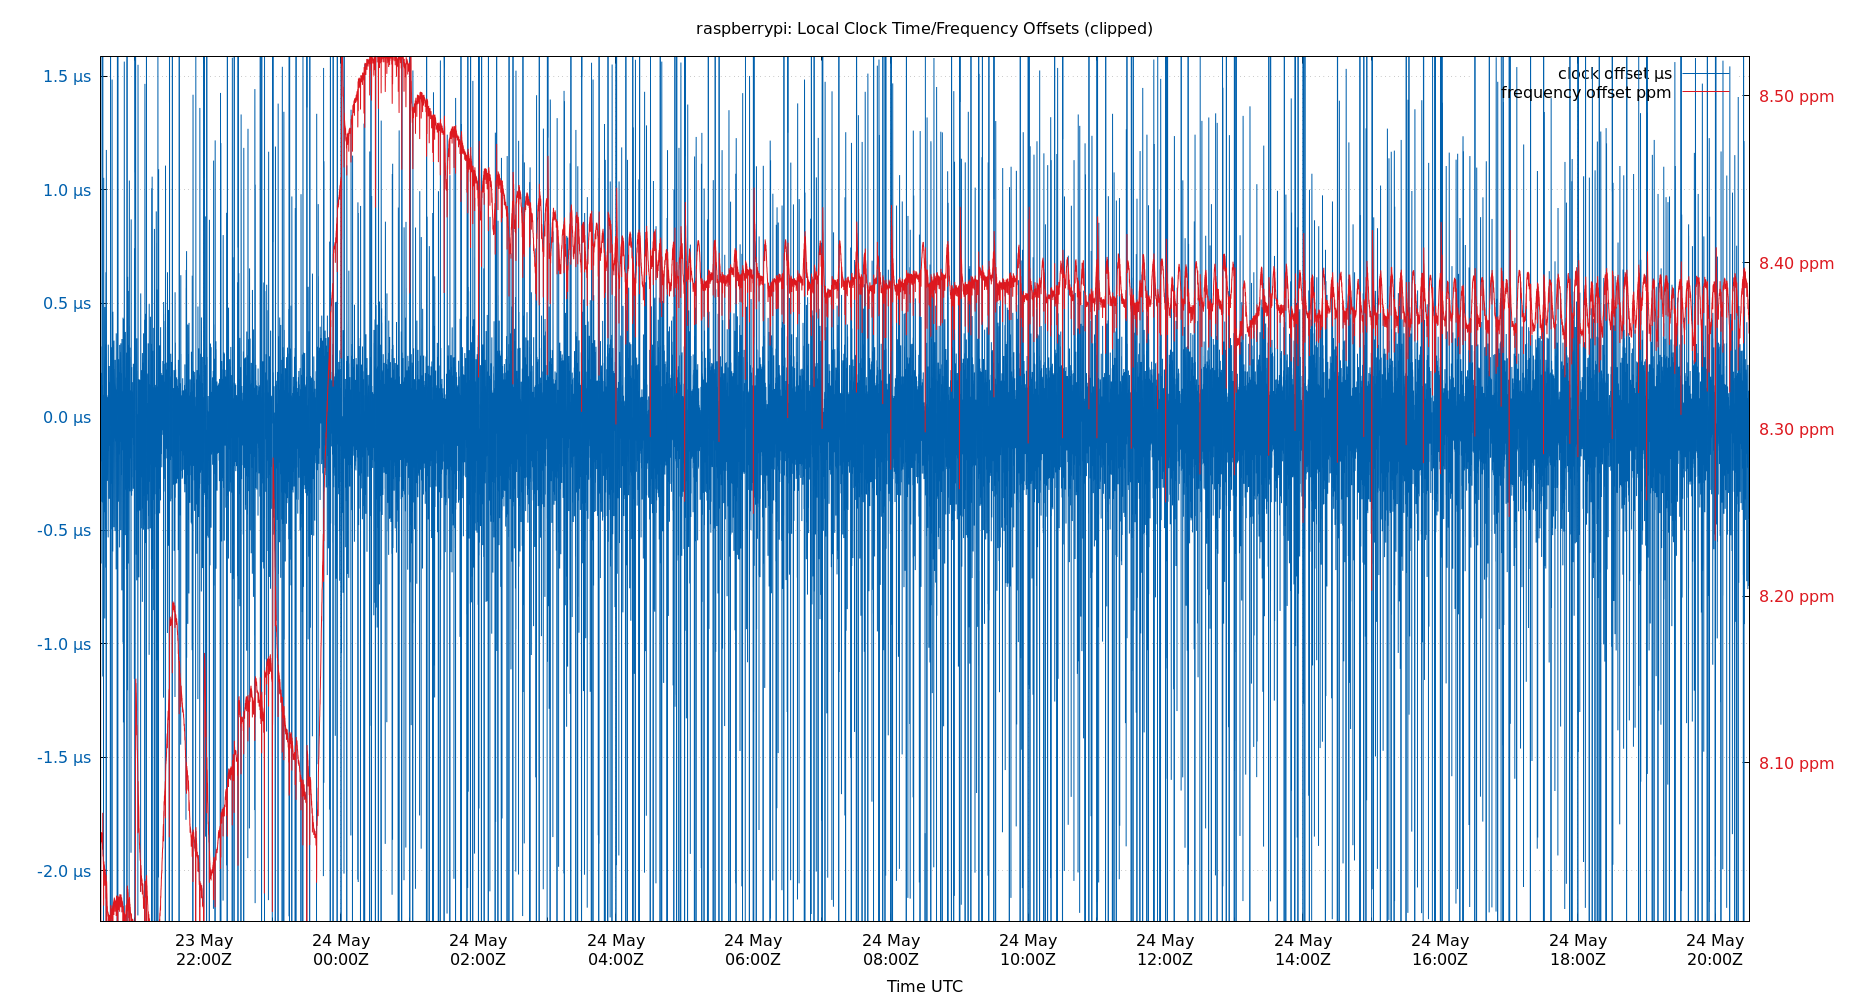 raspberrypi: Local Clock Time/Frequency Offsets (clipped)
clock offset µs
frequency offset ppm
1.5 µs
1.0 µs
0.5 µs
0.0 µs
-0.5 µs
-1.0 µs
-1.5 µs
-2.0 µs
8.50 ppm
8.40 ppm
8.30 ppm
8.20 ppm
8.10 ppm
23 May
22:00Z
24 May
00:00Z
24 May
02:00Z
24 May
04:00Z
24 May
06:00Z
24 May
08:00Z
24 May
10:00Z
24 May
12:00Z
24 May
14:00Z
24 May
16:00Z
24 May
18:00Z
24 May
20:00Z
Time UTC